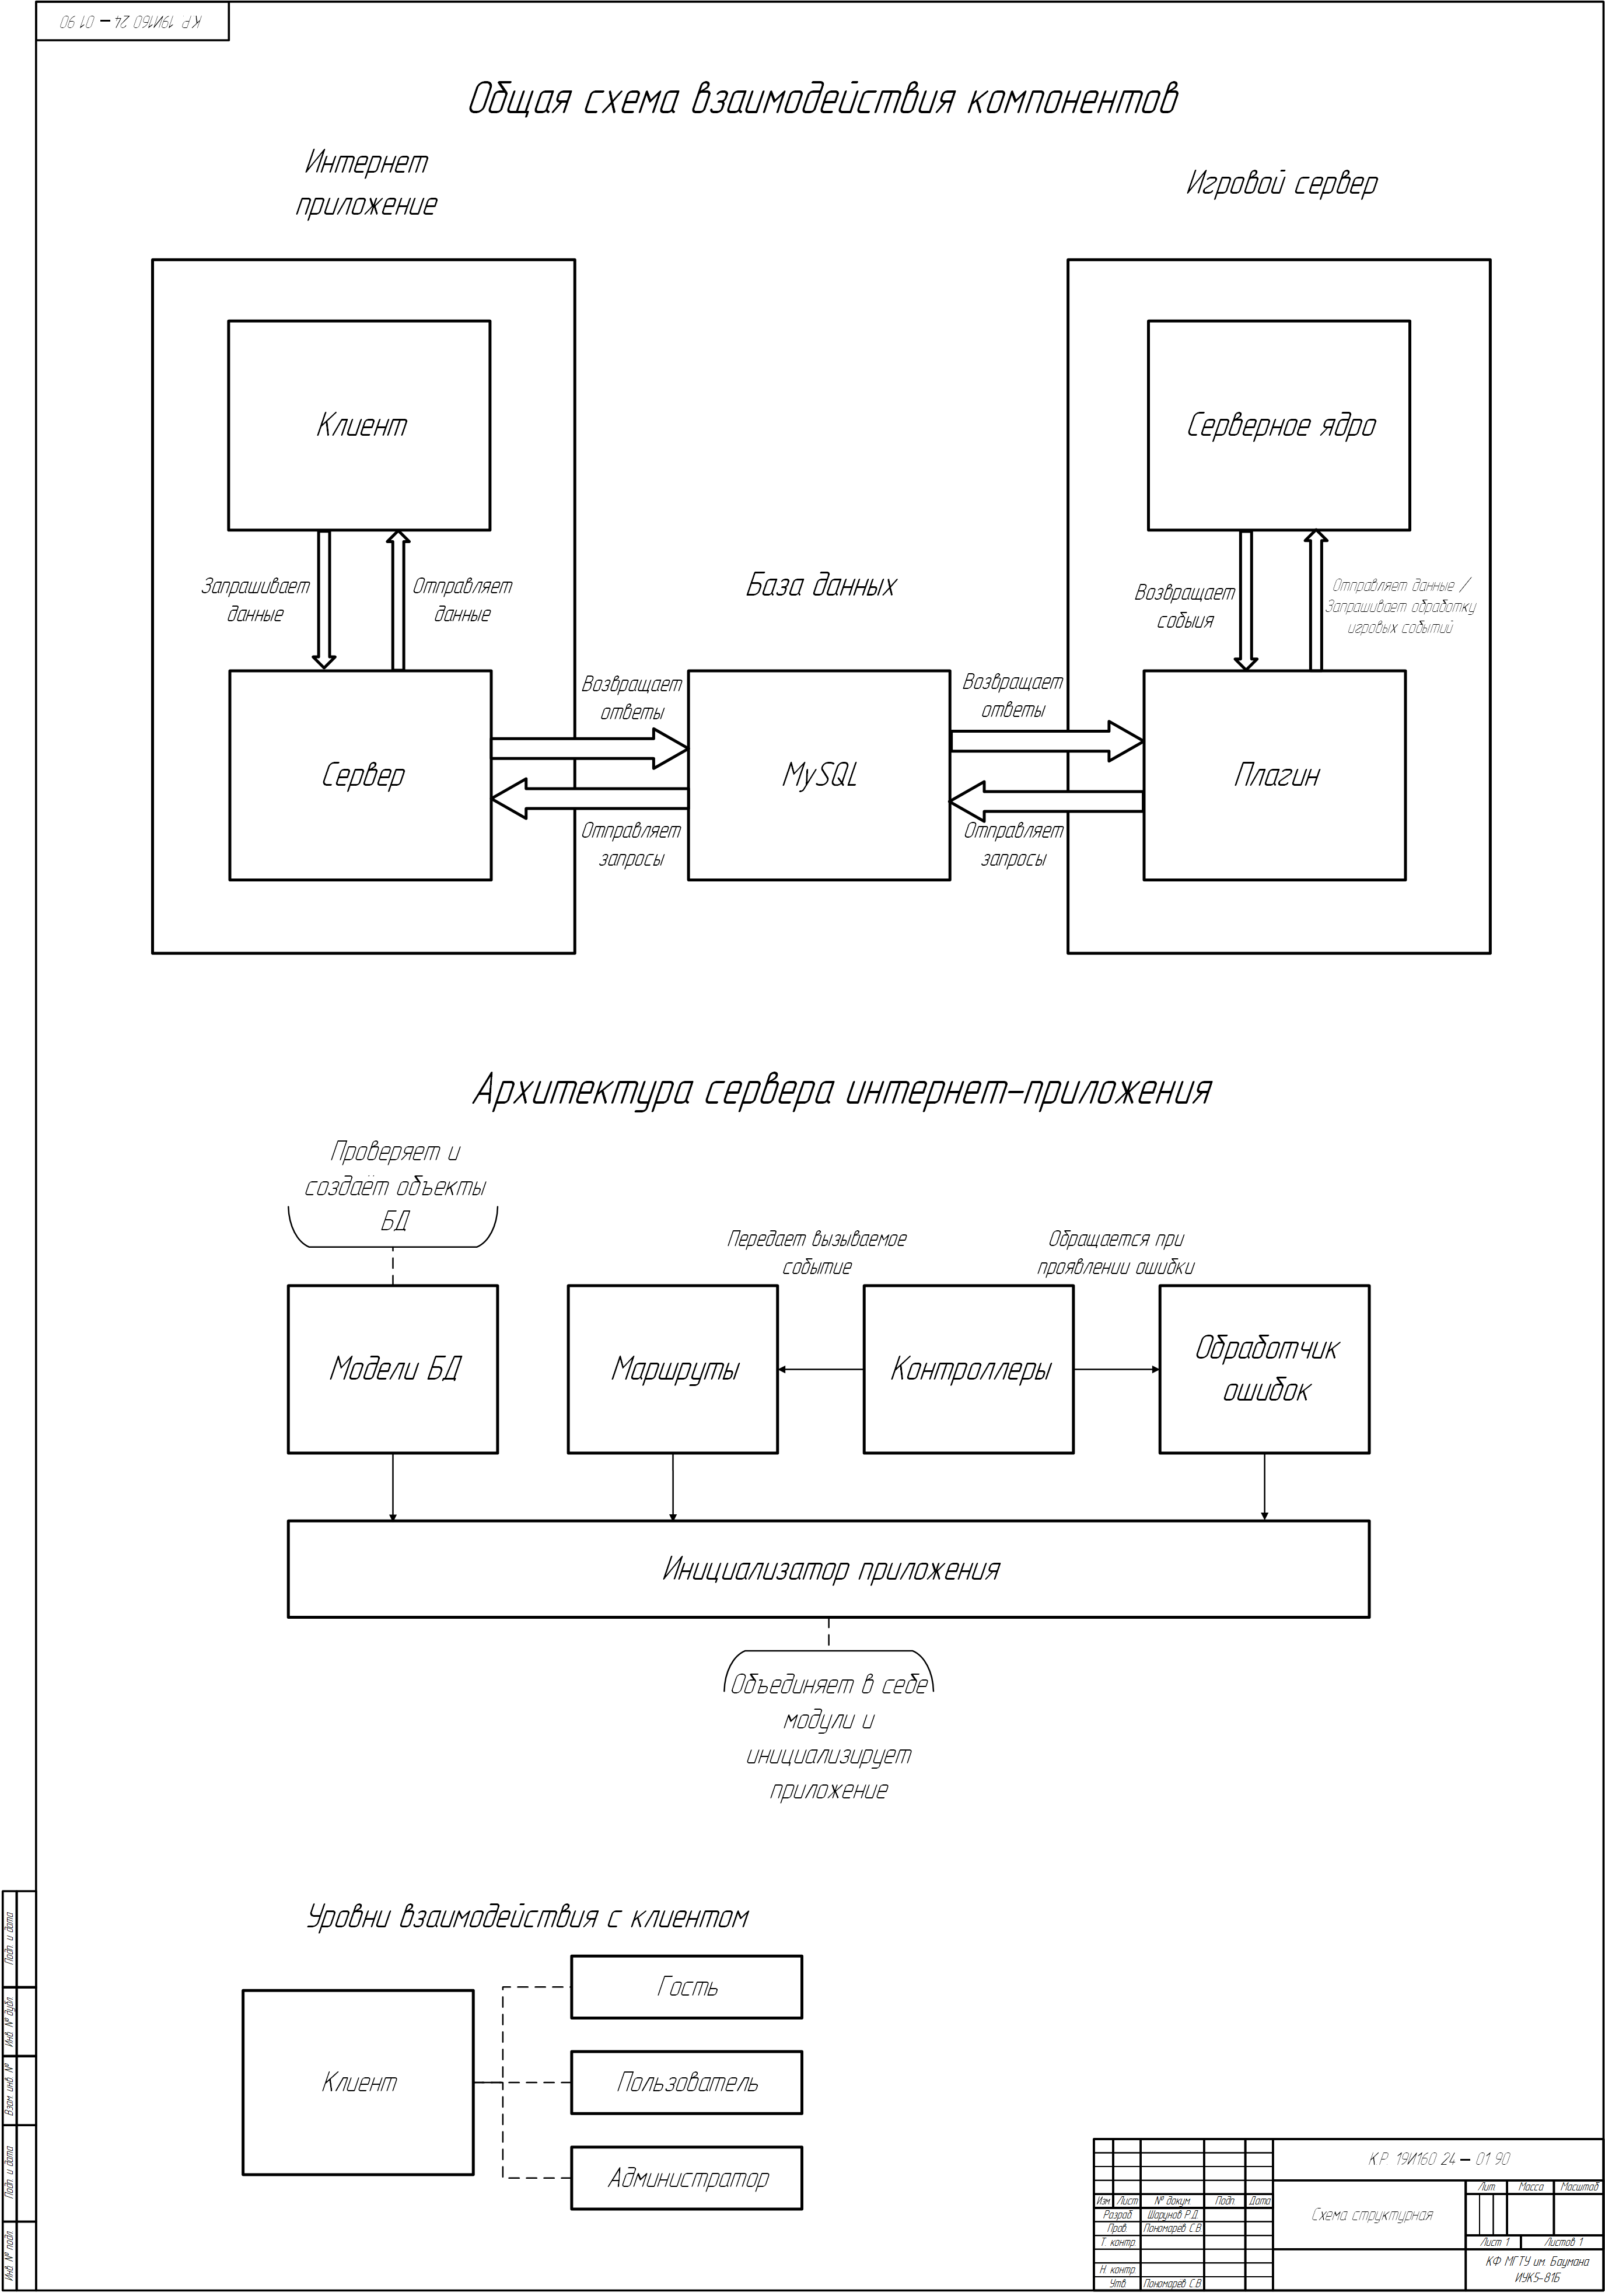 КР 19И160 24 – 01 90
Общая схема взаимодействия компонентов
Интернет
приложение
Игровой сервер
Клиент
Серверное ядро
Запрашивает
данные
Отправляет
данные
База данных
Возвращает
событя
Отправляет данные /
Запрашивает обработку
игровых событий
Возвращает
ответы
Возвращает
ответы
Сервер
MySQL
Плагин
Отправляет
запросы
Отправляет
запросы
Архитектура сервера интернет-приложения
Проверяет и
создаёт объекты
БД
Передает вызываемое
событие
Обращается при
проявлении ошибки
Модели БД
Маршруты
Контроллеры
Обработчик
ошибок
Инициализатор приложения
Объединяет в себе
модули и
инициализирует
приложение
Уровни взаимодействия с клиентом
Клиент
Гость
Пользователь
Администратор
Подп. и дата
Инв. № дубл.
Взам. инв. №
Подп. и дата
Инв. № подл.
КР 19И160 24 – 01 90
Изм. Лист № докум. Подп. Дата
Разраб. Шарунов Р.Д.
Пров. Пономарев С.В.
Т. контр.
Н. контр.
Утв. Пономарев С.В.
Схема структурная
Лит. Масса Масштаб
Лист 1 Листов 1
КФ МГТУ им. Баумана
ИУК5-81Б